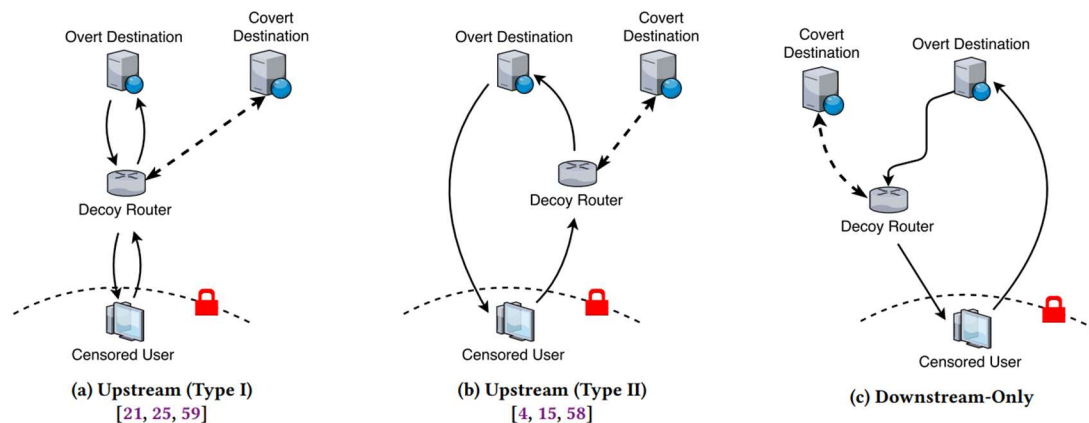 Overt Destination
Covert
Destination
Decoy Router
Censored User
(a) Upstream (Type I)
[21, 25, 59]
Overt Destination
Covert
Destination
Decoy Router
Censored User
(b) Upstream (Type II)
[4, 15, 58]
Covert
Destination
Overt Destination
Decoy Router
Censored User
(c) Downstream-Only